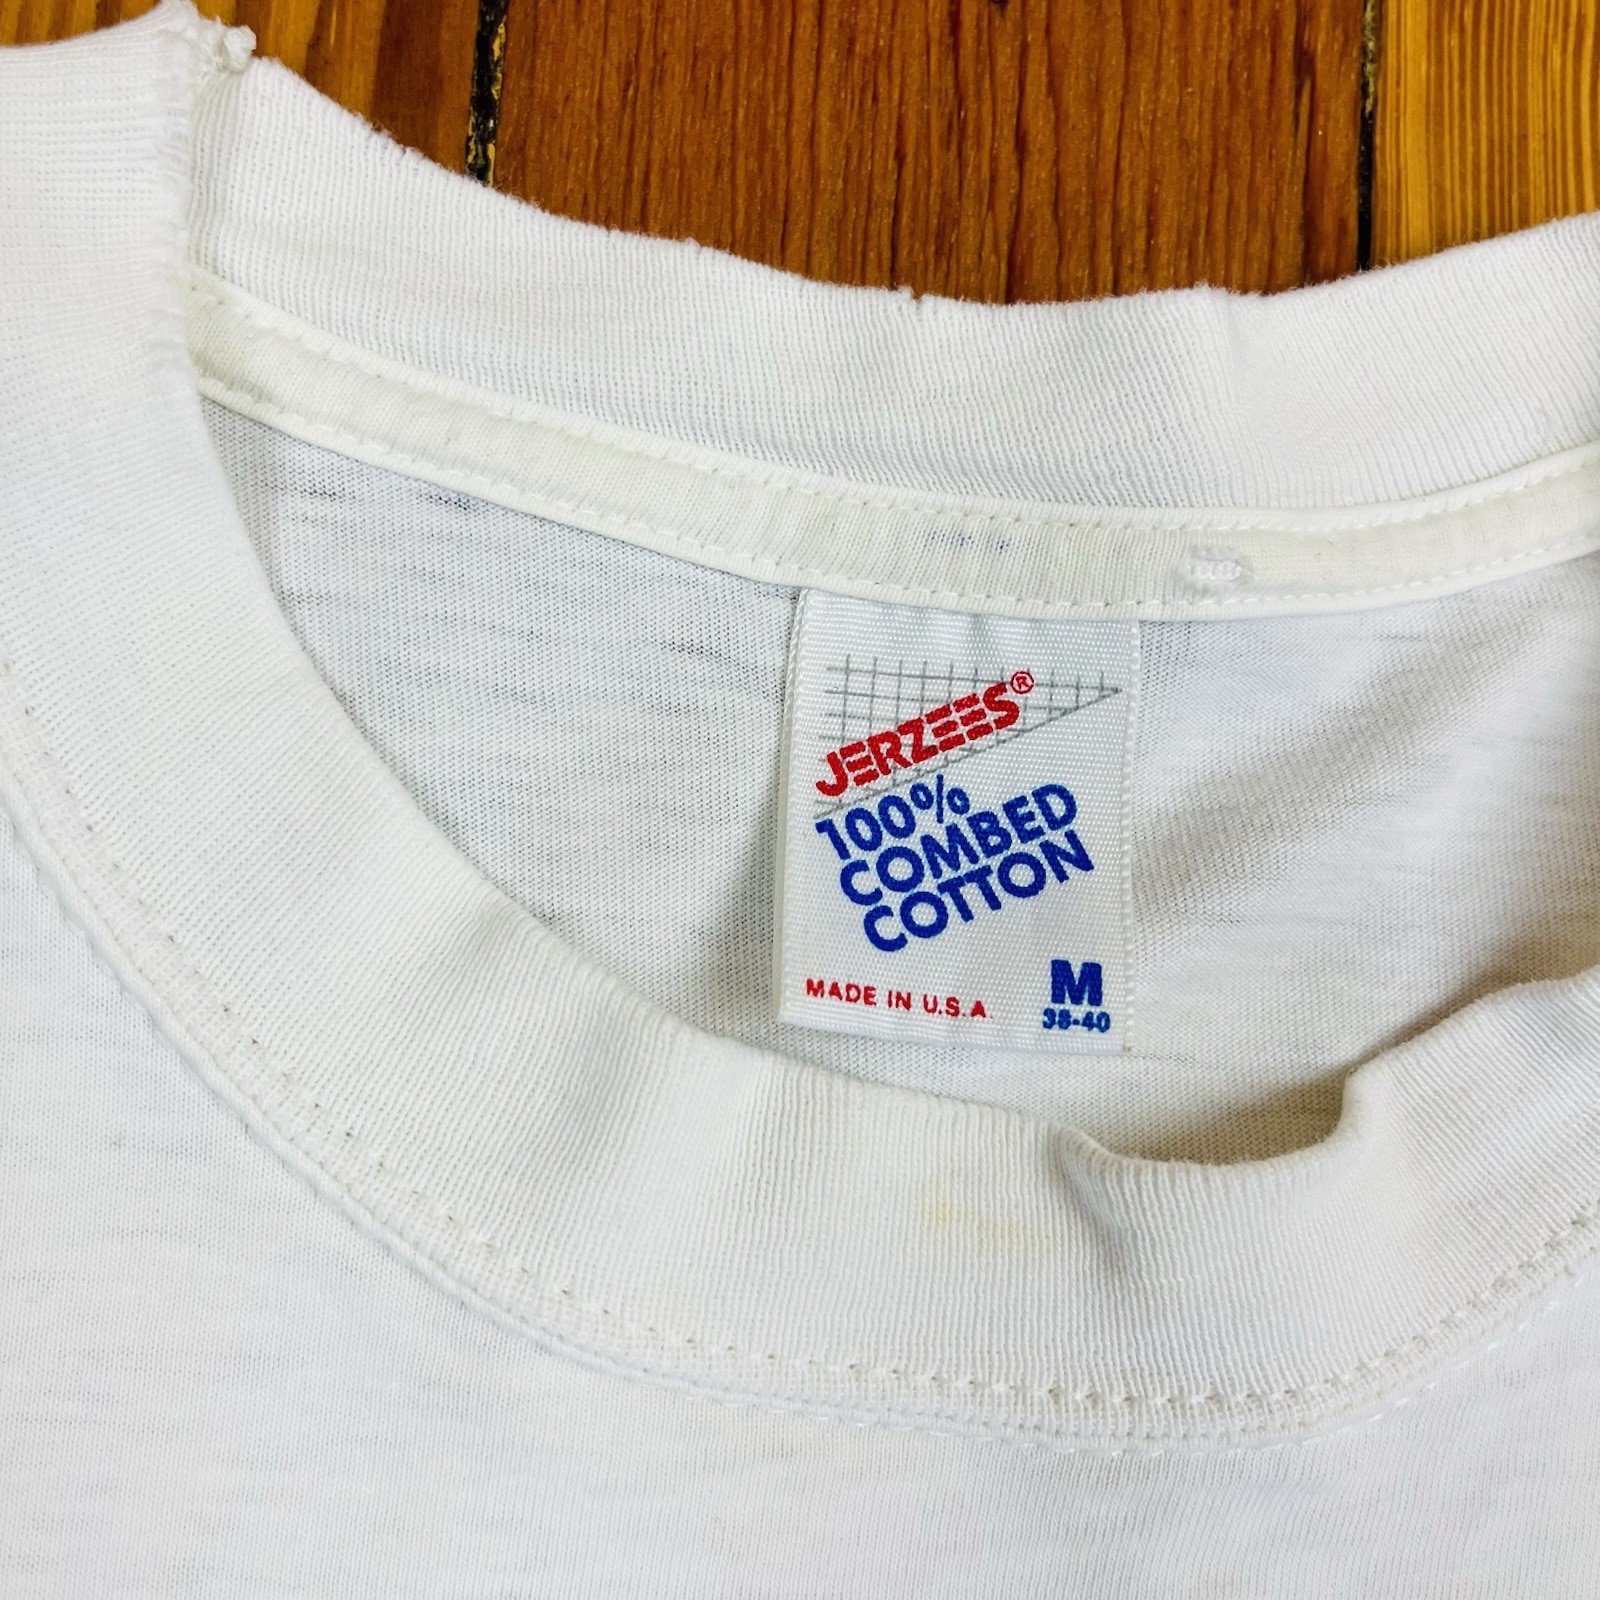 JERZEES®
100%
COMBED
COTTON
MADE IN U.S.A.
M
38-40